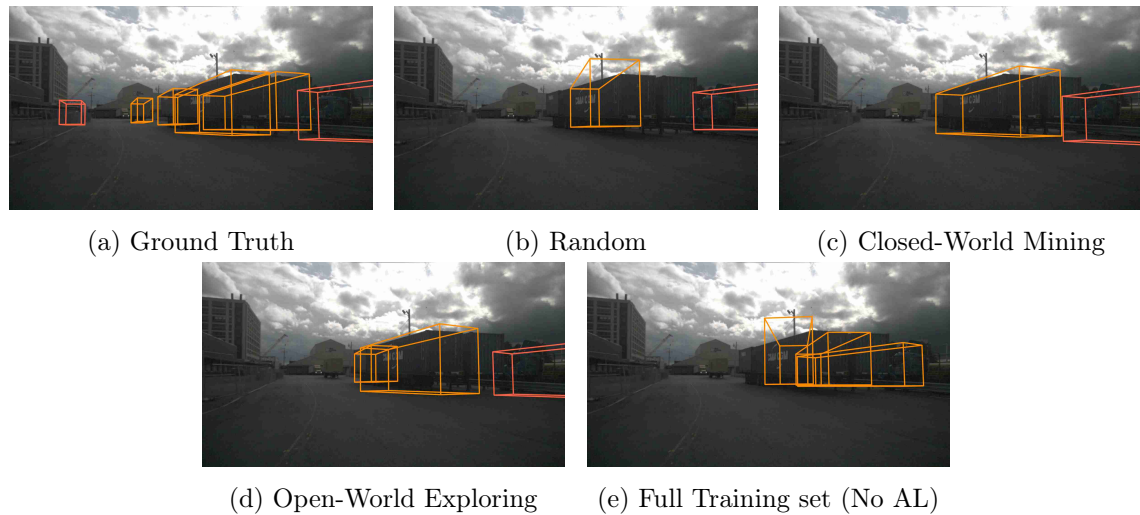 (a) Ground Truth
(b) Random
(c) Closed-World Mining
(d) Open-World Exploring
(e) Full Training set (No AL)